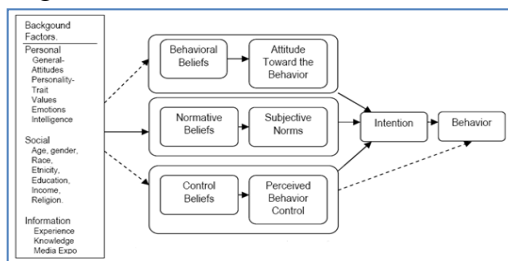 Backgound
Factors.
Personal
General-
Attitudes
Personality-
Trait
Values
Emotions
Intelligence
Social
Age, gender,
Race,
Etnicity,
Education,
Income,
Religion.
Information
Experience
Knowledge
Media Expo
Behavioral
Beliefs
Attitude
Toward the
Behavior
Normative
Beliefs
Subjective
Norms
Control
Beliefs
Perceived
Behavior
Control
Intention
Behavior